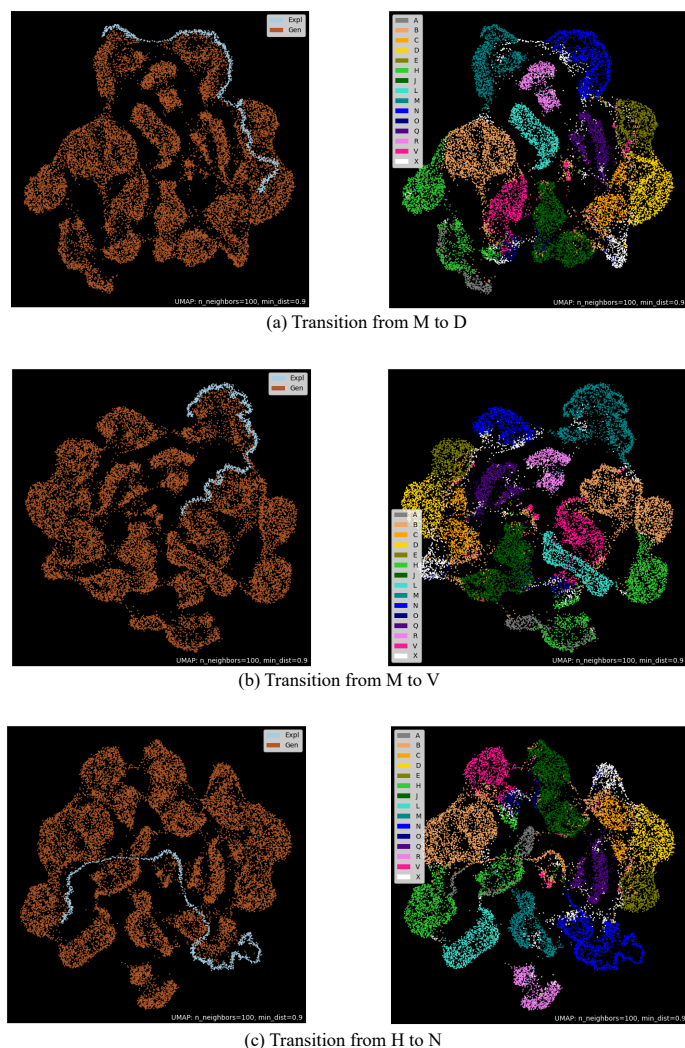 Expl
Gen
UMAP: n_neighbors=100, min_dist=0.9
A
B
C
D
E
H
J
L
M
N
O
Q
R
V
X
UMAP: n_neighbors=100, min_dist=0.9
(a) Transition from M to D
Expl
Gen
UMAP: n_neighbors=100, min_dist=0.9
A
B
C
D
E
H
J
L
M
N
O
Q
R
V
X
UMAP: n_neighbors=100, min_dist=0.9
(b) Transition from M to V
Expl
Gen
UMAP: n_neighbors=100, min_dist=0.9
A
B
C
D
E
H
J
L
M
N
O
Q
R
V
X
UMAP: n_neighbors=100, min_dist=0.9
(c) Transition from H to N